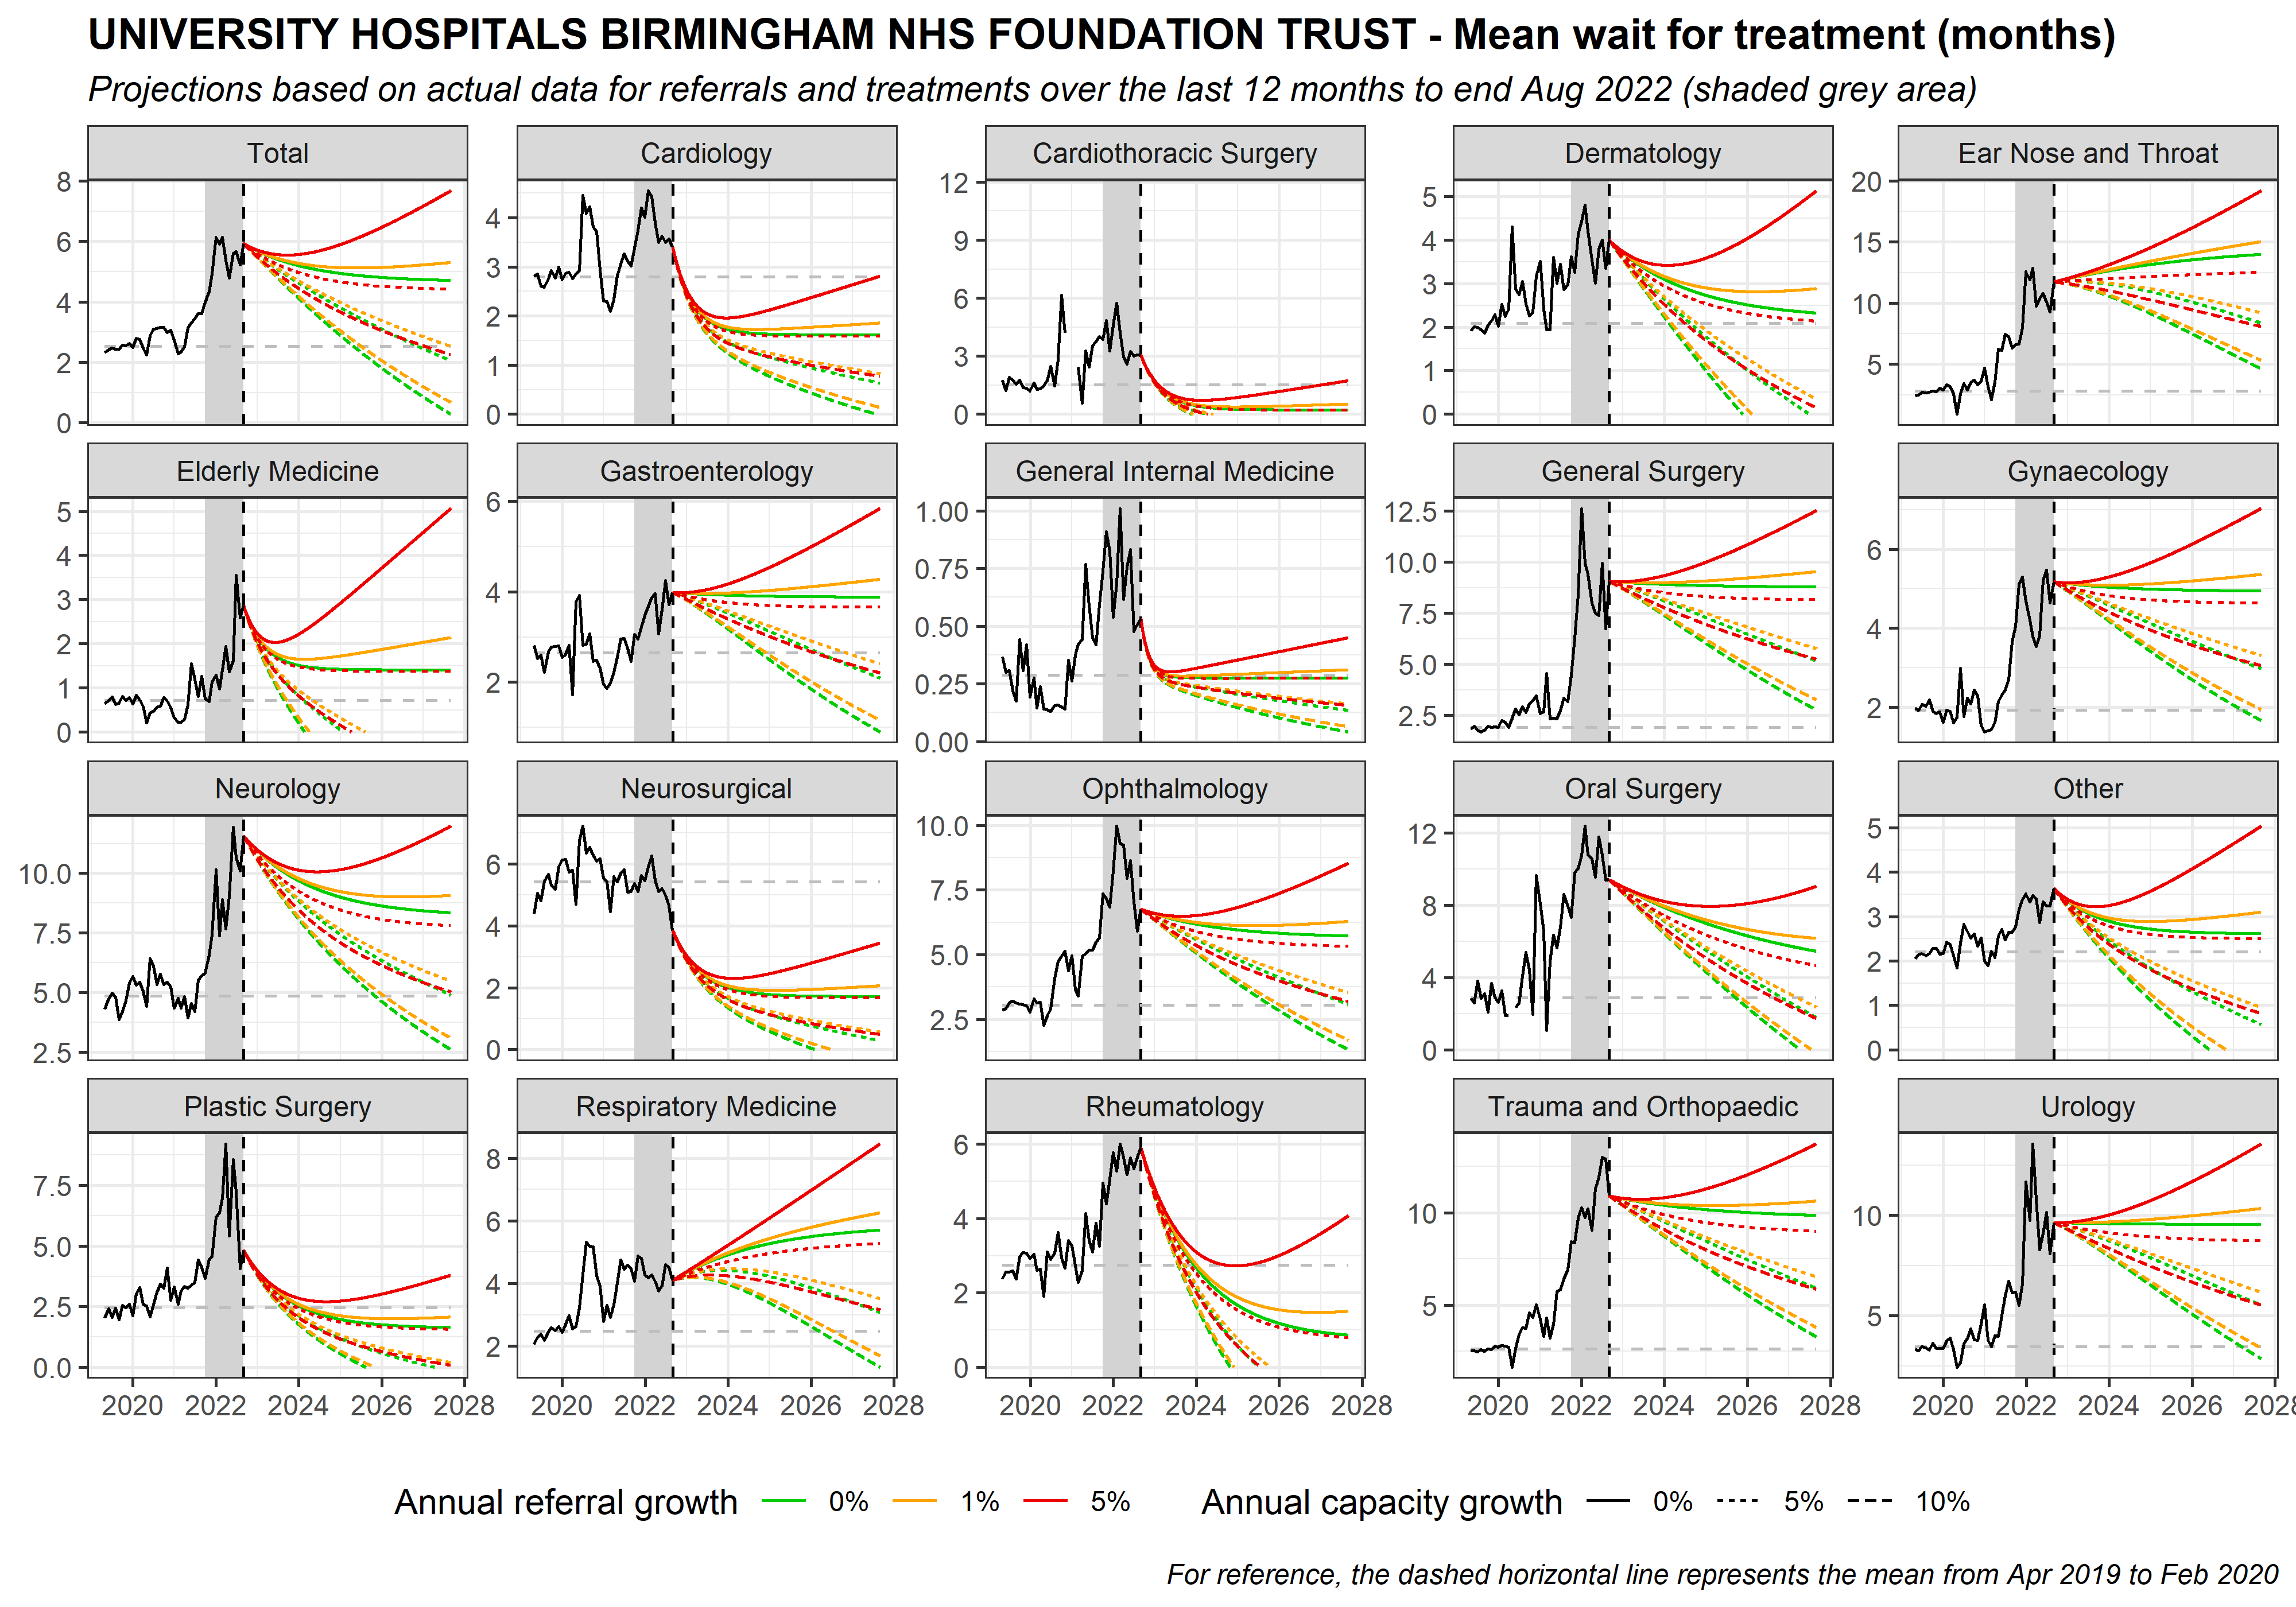 UNIVERSITY HOSPITALS BIRMINGHAM NHS FOUNDATION TRUST - Mean wait for treatment (months)
Projections based on actual data for referrals and treatments over the last 12 months to end Aug 2022 (shaded grey area)
Total Cardiology Cardiothoracic Surgery Dermatology Ear Nose and Throat
8 6 4 2 0
4 3 2 1 0
12 9 6 3 0
5 4 3 2 1 0
20 15 10 5
Elderly Medicine Gastroenterology General Internal Medicine General Surgery Gynaecology
5 4 3 2 1 0
6 4 2
1.00 0.75 0.50 0.25 0.00
12.5 10.0 7.5 5.0 2.5
6 4 2
Neurology Neurosurgical Ophthalmology Oral Surgery Other
10.0 7.5 5.0 2.5
6 4 2 0
10.0 7.5 5.0 2.5
12 8 4 0
5 4 3 2 1 0
Plastic Surgery Respiratory Medicine Rheumatology Trauma and Orthopaedic Urology
7.5 5.0 2.5 0.0
8 6 4 2
6 4 2 0
10 5
10 5
2020 2022 2024 2026 2028 2020 2022 2024 2026 2028 2020 2022 2024 2026 2028 2020 2022 2024 2026 2028 2020 2022 2024 2026 2028
Annual referral growth 0% 1% 5% Annual capacity growth 0% 5% 10%
For reference, the dashed horizontal line represents the mean from Apr 2019 to Feb 2020